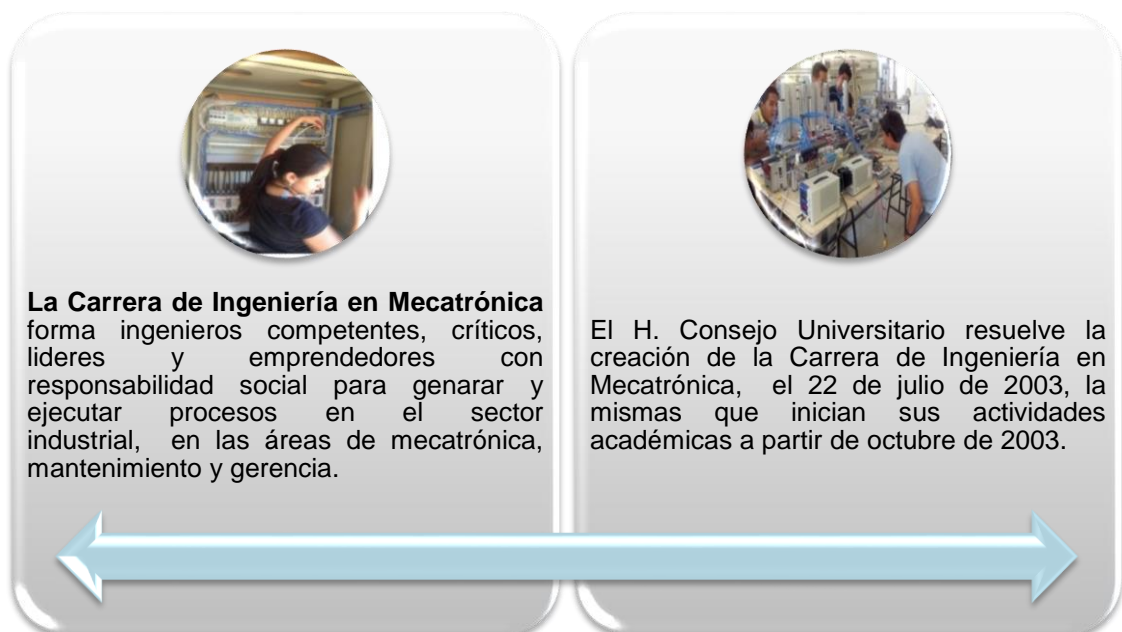 La Carrera de Ingeniería en Mecatrónica
forma ingenieros competentes, críticos,
lideres y emprendedores con
responsabilidad social para genarar y
ejecutar procesos en el sector
industrial, en las áreas de mecatrónica,
mantenimiento y gerencia.
El H. Consejo Universitario resuelve la
creación de la Carrera de Ingeniería en
Mecatrónica, el 22 de julio de 2003, la
mismas que inician sus actividades
académicas a partir de octubre de 2003.